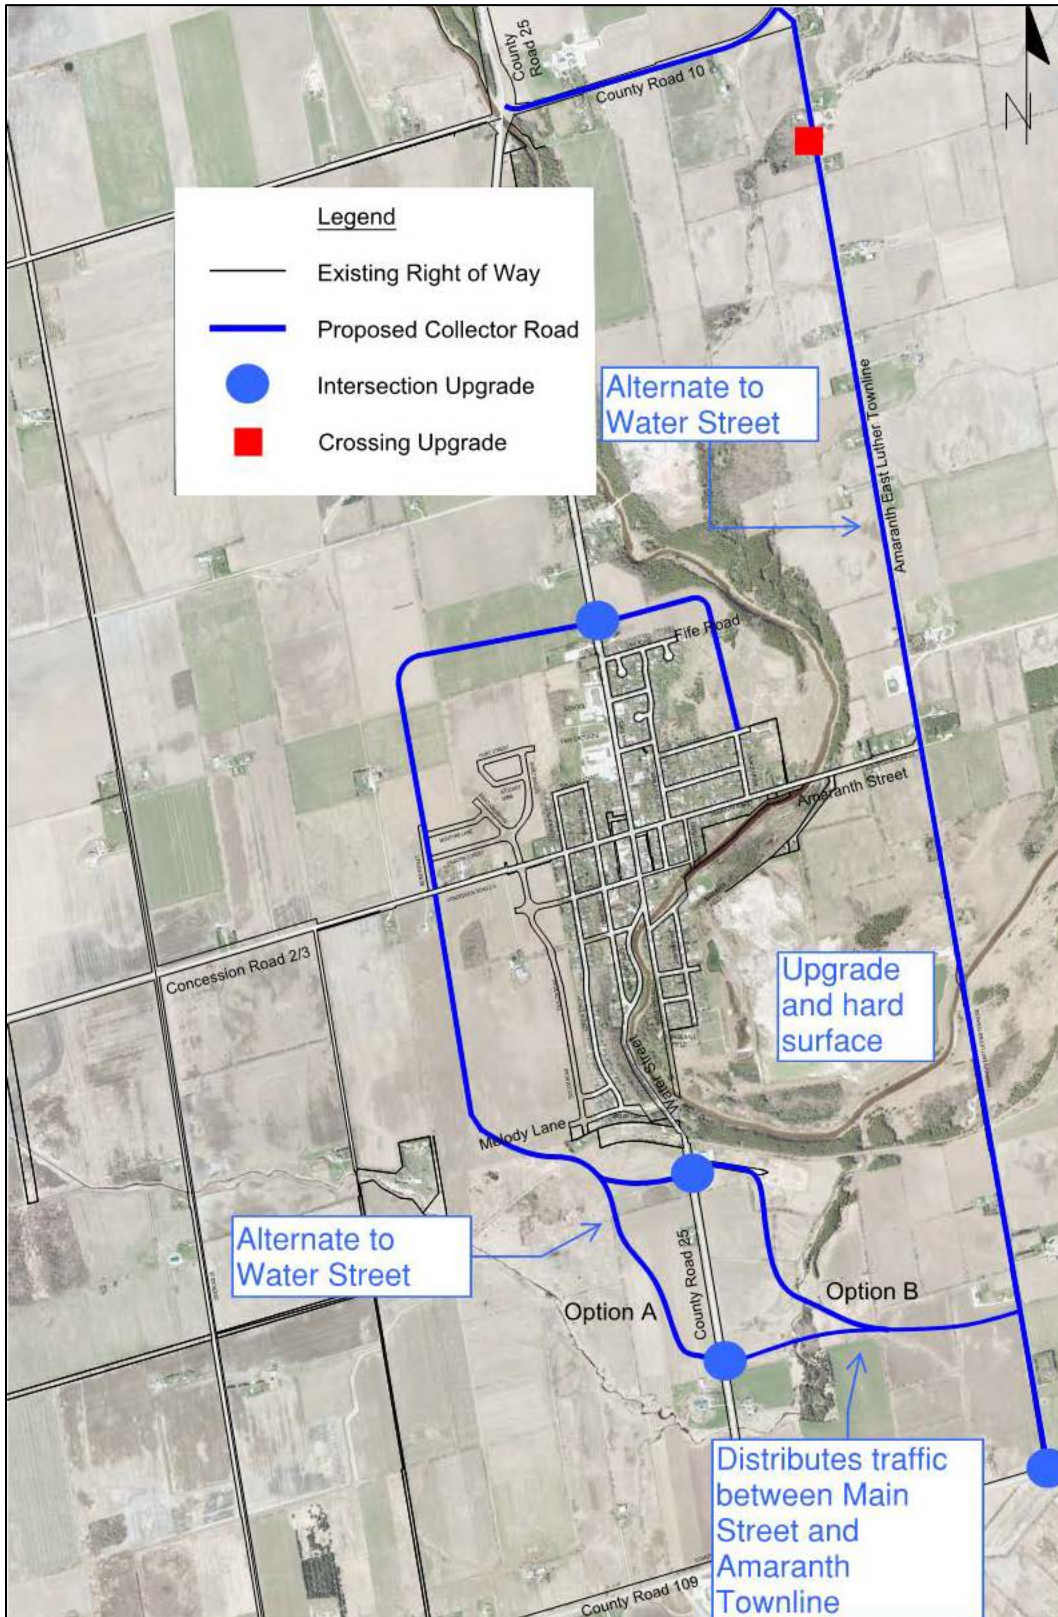 County
Road 25
County Road 10
N
Legend
Existing Right of Way
Proposed Collector Road
Intersection Upgrade
Crossing Upgrade
Alternate to
Water Street
Amaranth East Luther Townline
Fife Road
Amaranth Street
Concession Road 2/3
Upgrade
and hard
surface
Water Street
Melody Lane
Alternate to
Water Street
County Road 25
Option A
Option B
Distributes traffic
between Main
Street and
Amaranth
Townline
County Road 109